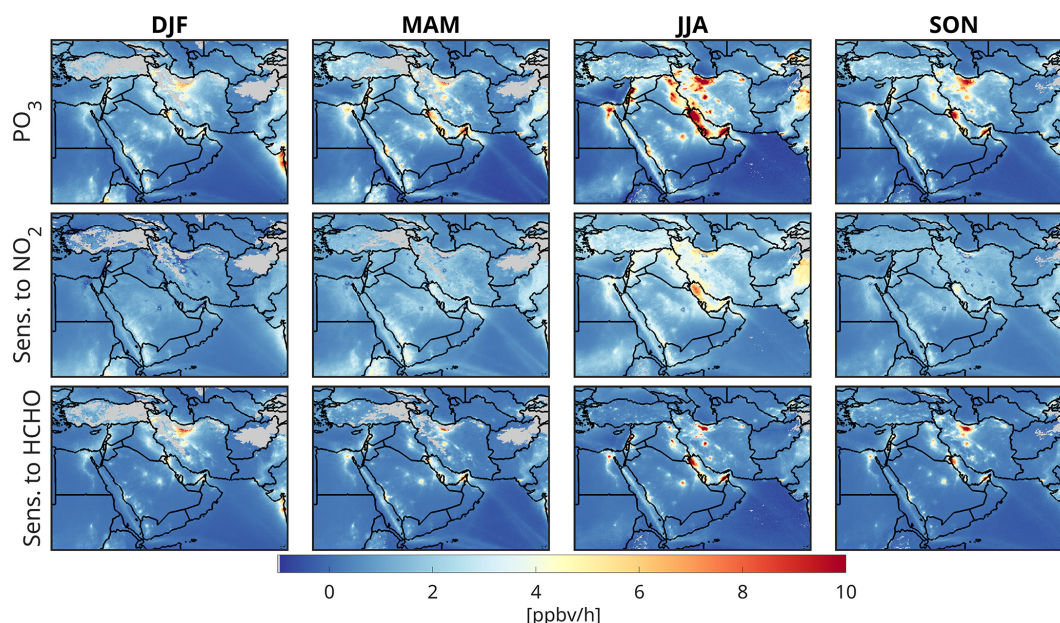 DJF MAM JJA SON
PO3
Sens. to NO2
Sens. to HCHO
0 2 4 6 8 10
[ppbv/h]